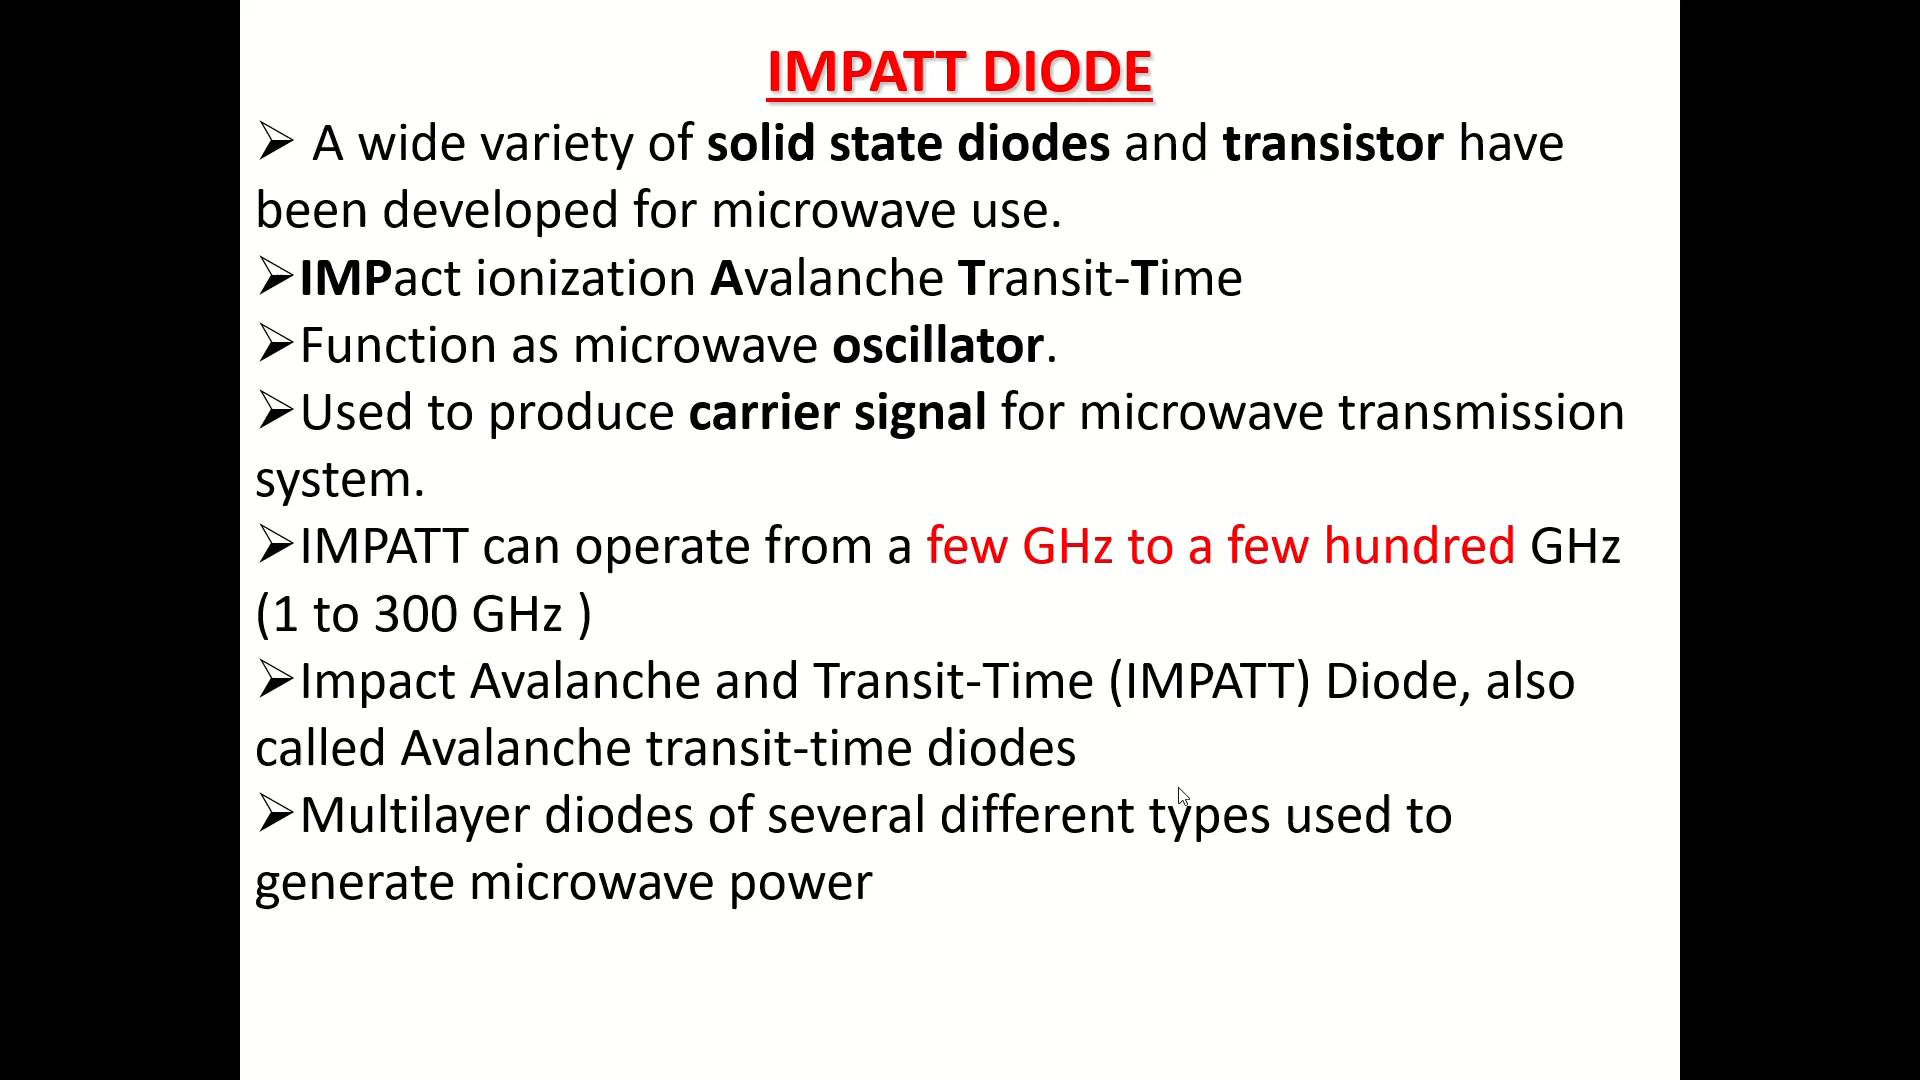 IMPATT DIODE
➢ A wide variety of solid state diodes and transistor have
been developed for microwave use.
➢IMPact ionization Avalanche Transit-Time
➢Function as microwave oscillator.
➢Used to produce carrier signal for microwave transmission
system.
➢IMPATT can operate from a few GHz to a few hundred GHz
(1 to 300 GHz )
➢Impact Avalanche and Transit-Time (IMPATT) Diode, also
called Avalanche transit-time diodes
➢Multilayer diodes of several different types used to
generate microwave power